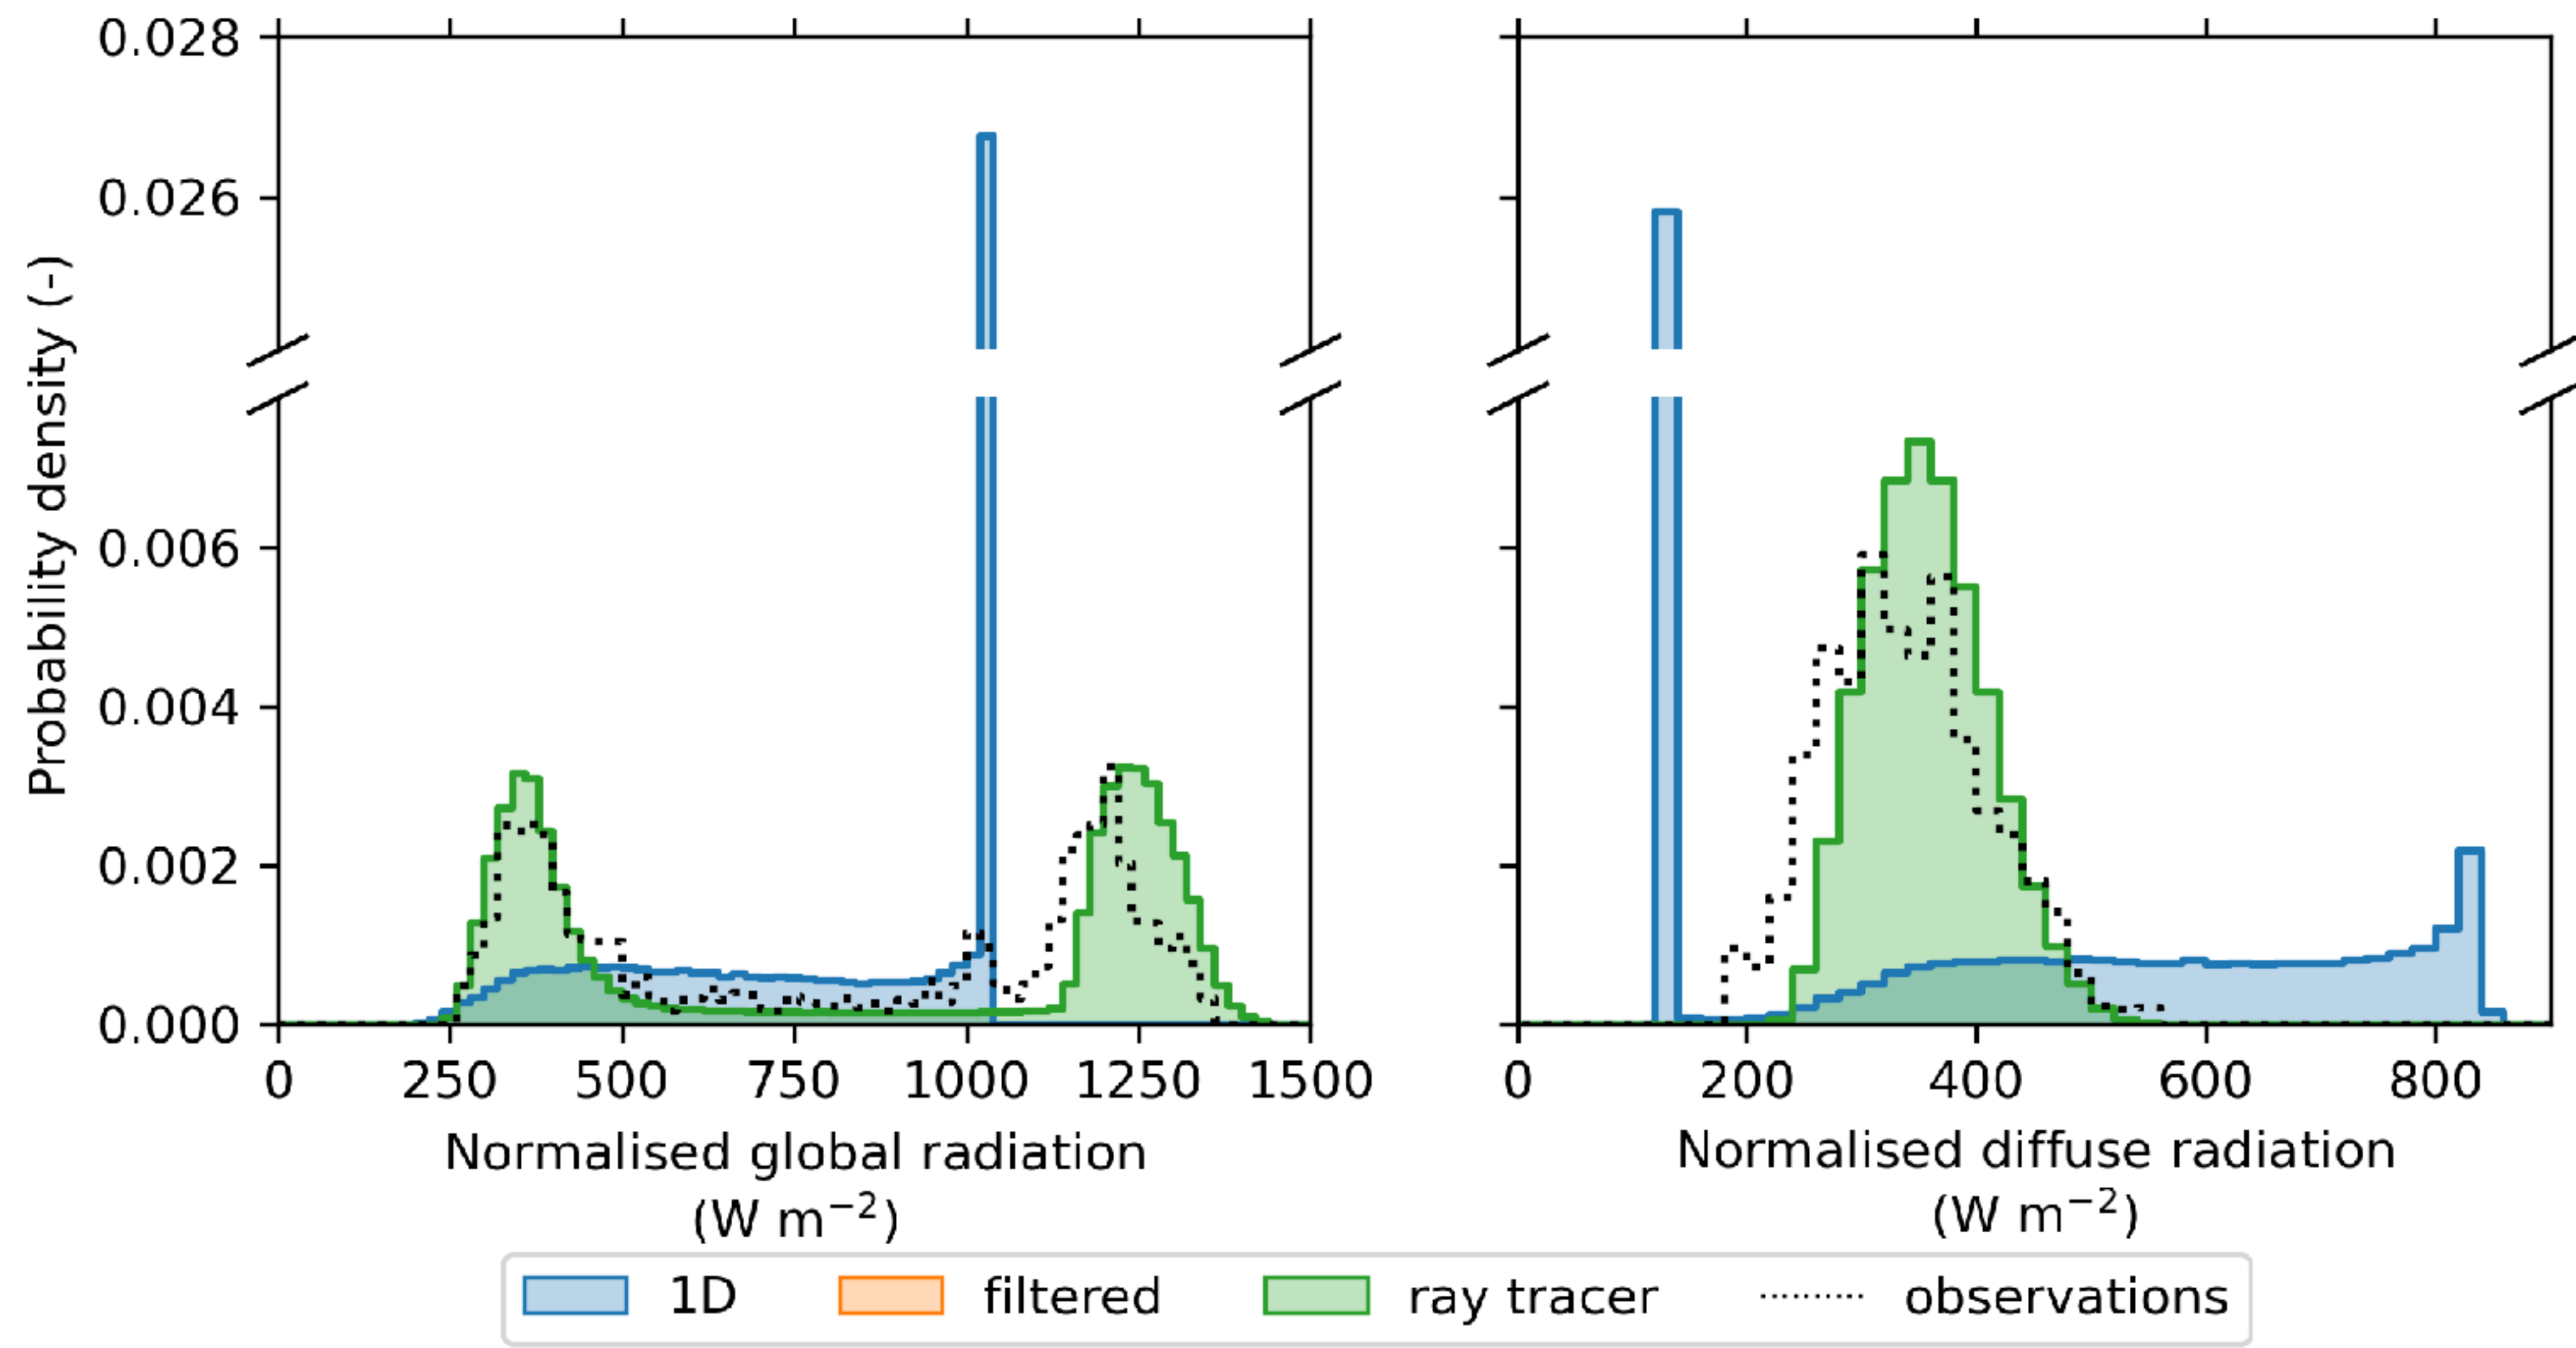 Probability density (-)
0.028
0.026
0.006
0.004
0.002
0.000
0 250 500 750 1000 1250 1500
Normalised global radiation
(W m⁻²)
0 200 400 600 800
Normalised diffuse radiation
(W m⁻²)
1D filtered ray tracer observations